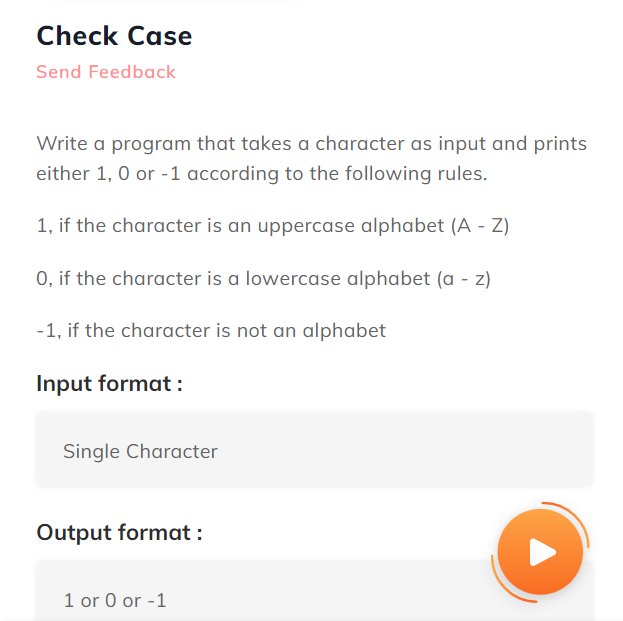 Check Case
Send Feedback
Write a program that takes a character as input and prints
either 1, 0 or -1 according to the following rules.
1, if the character is an uppercase alphabet (A - Z)
0, if the character is a lowercase alphabet (a - z)
-1, if the character is not an alphabet
Input format :
Single Character
Output format :
1 or 0 or -1